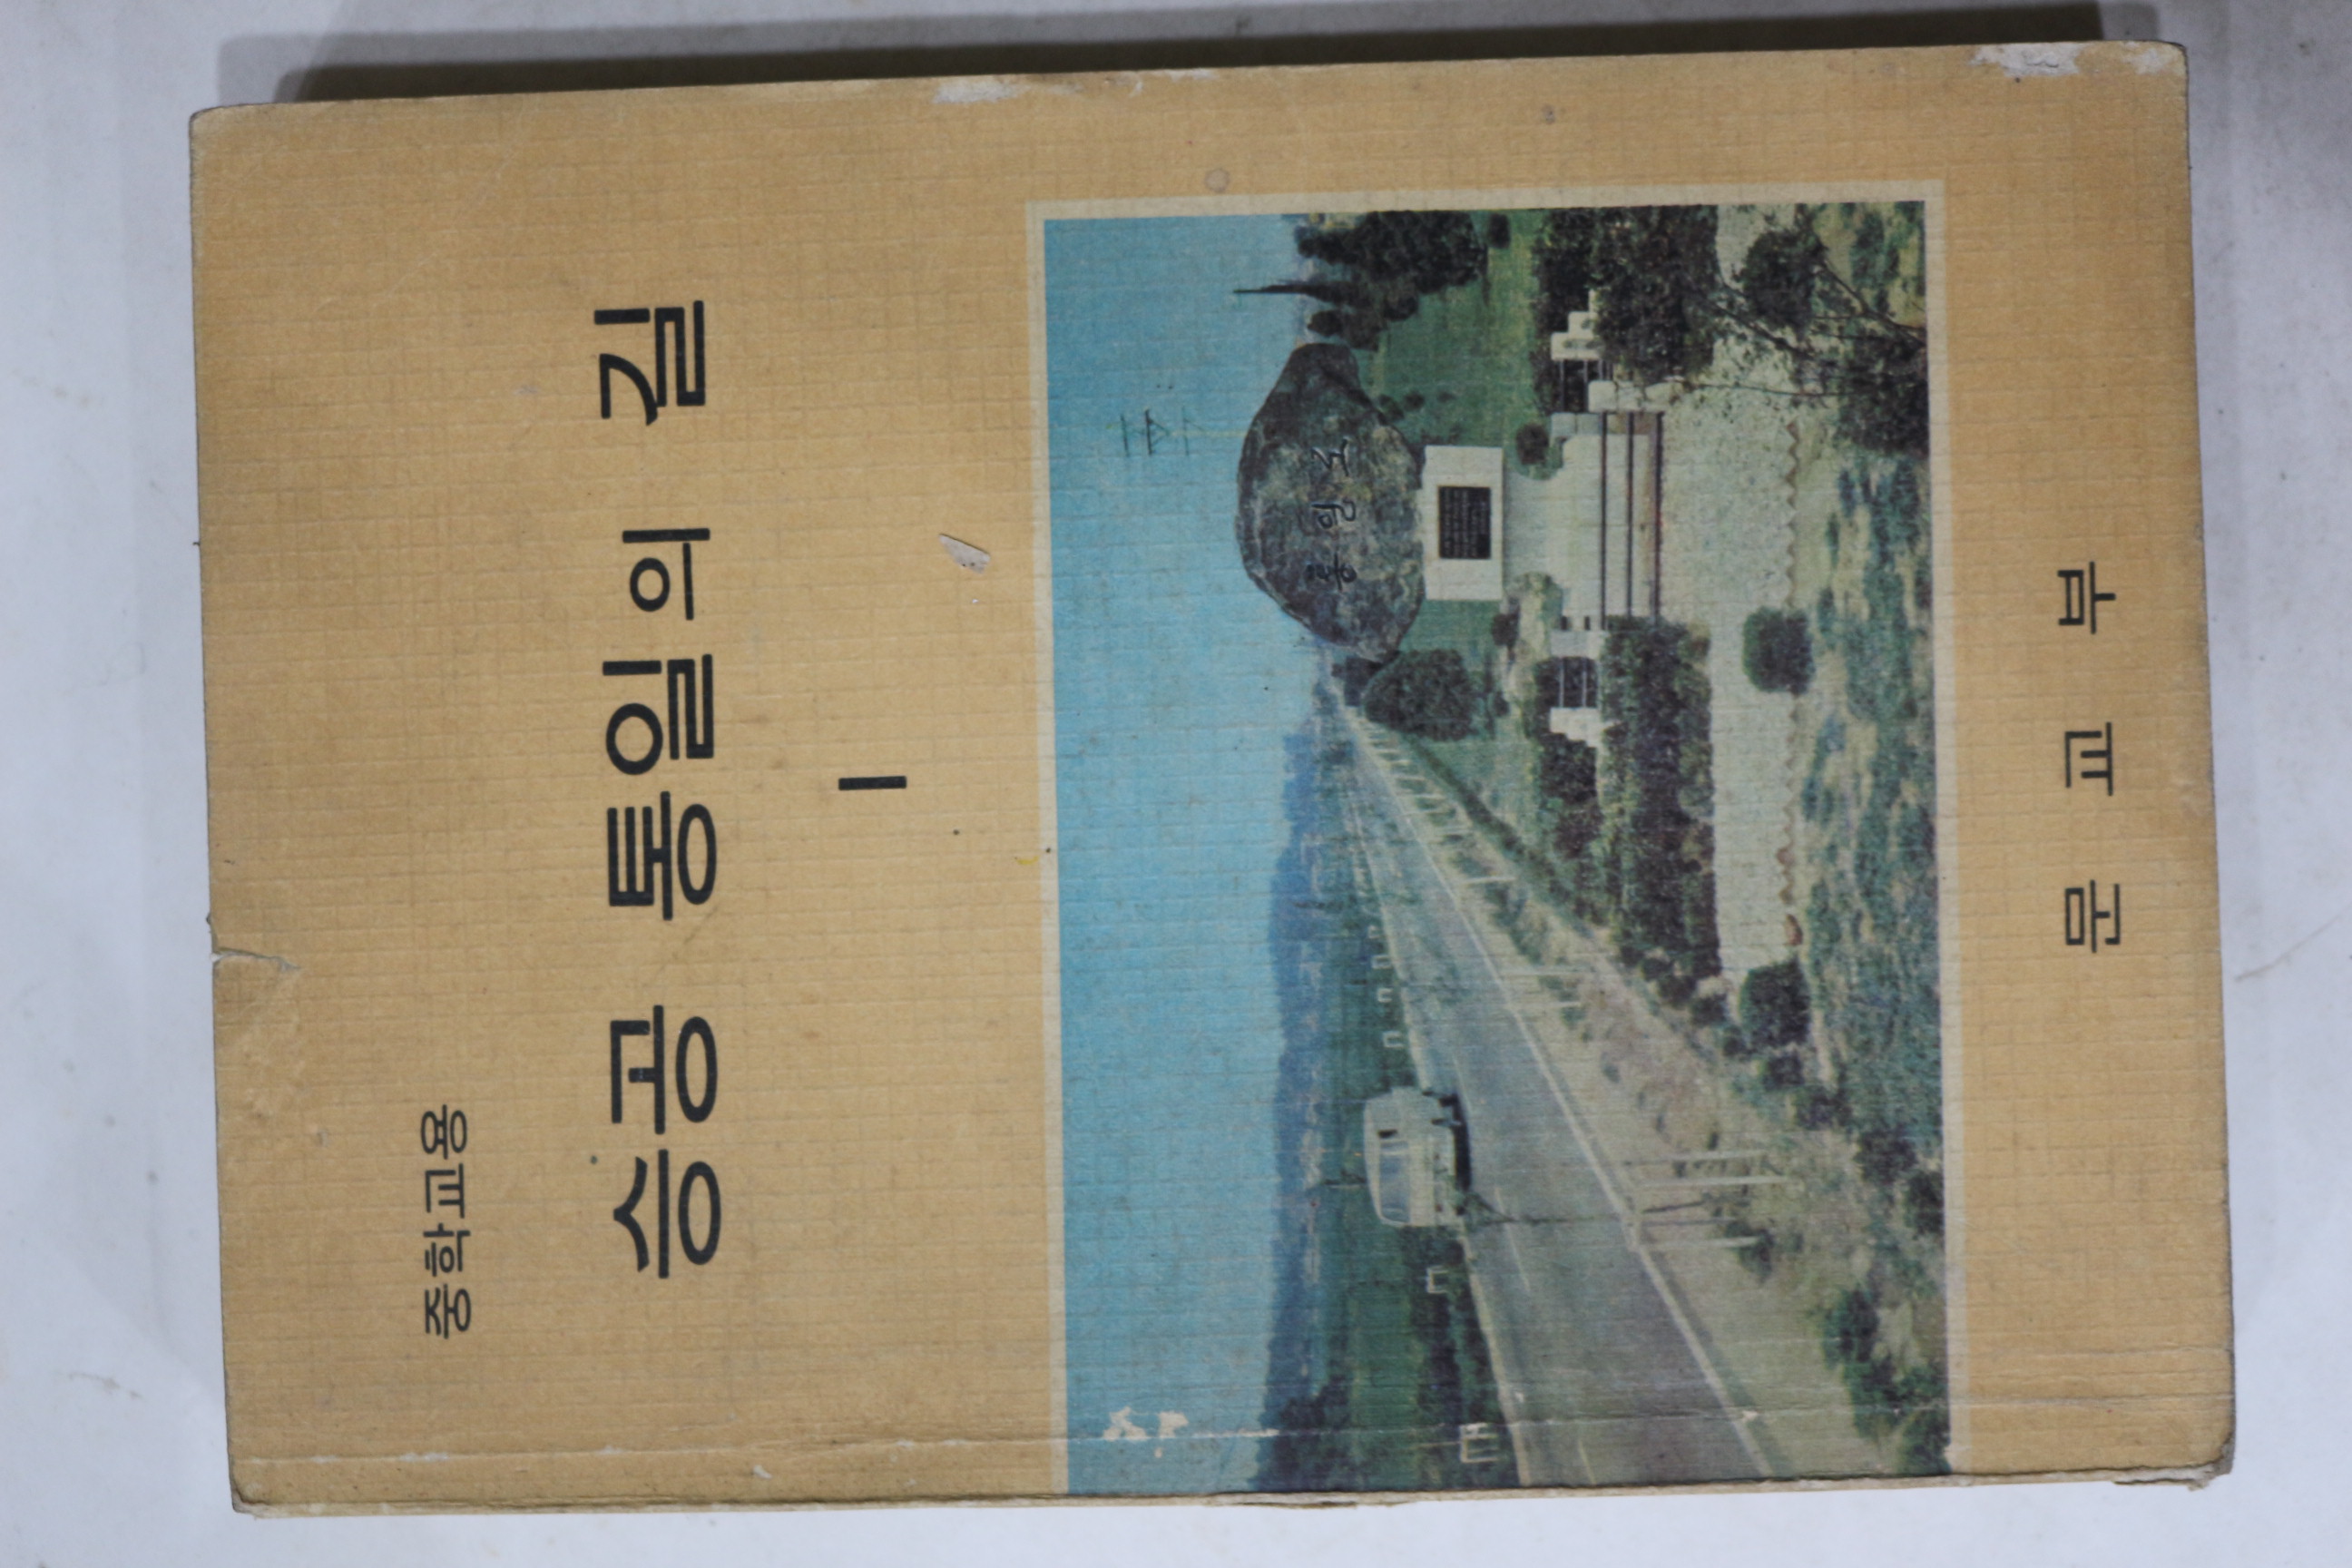 중학교용
승공 통일의 길
I
통일로
문 교 부